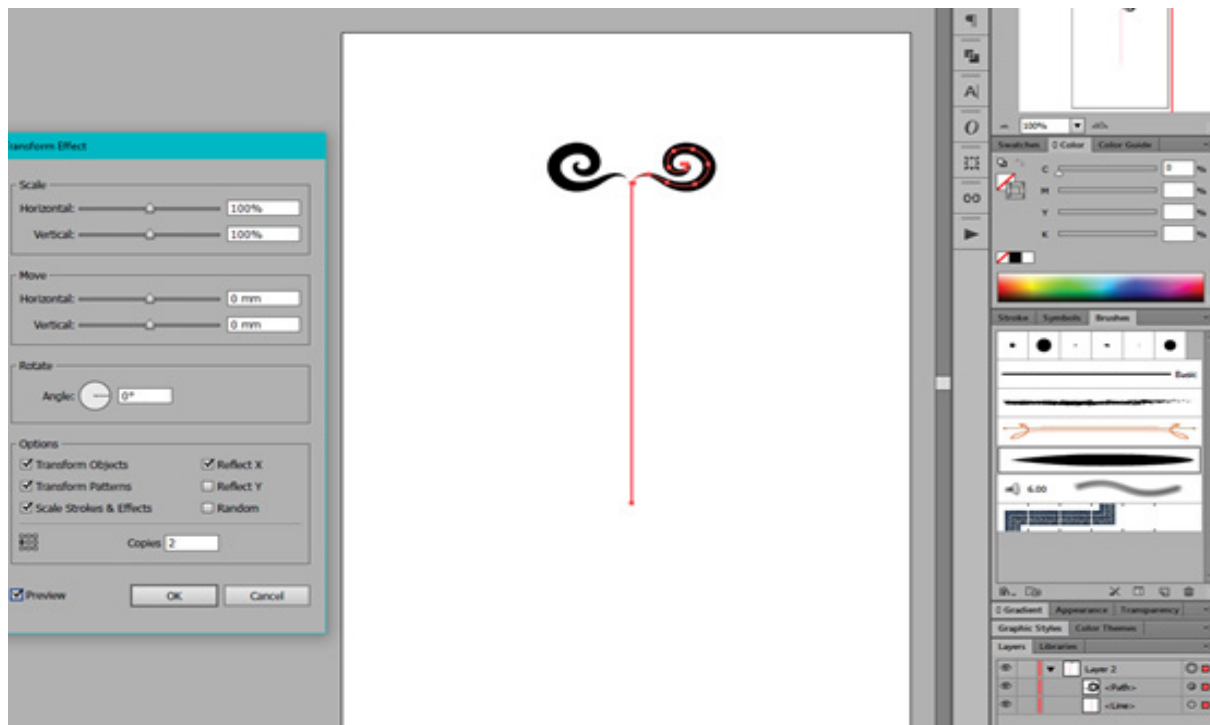 Transform Effect
Scale
Horizontal: 100%
Vertical: 100%
Move
Horizontal: 0 mm
Vertical: 0 mm
Rotate
Angle: 0°
Options
Transform Objects Reflect X
Transform Patterns Reflect Y
Scale Strokes & Effects Random
Copies 2
Preview OK Cancel
100%
Swatches Color Color Guide
C 0 %
M %
Y %
K %
Stroke Symbols Brushes
Basic
6.00
Gradient Appearance Transparency
Graphic Styles Color Themes
Layers Libraries
Layer 2
<Path>
<Line>